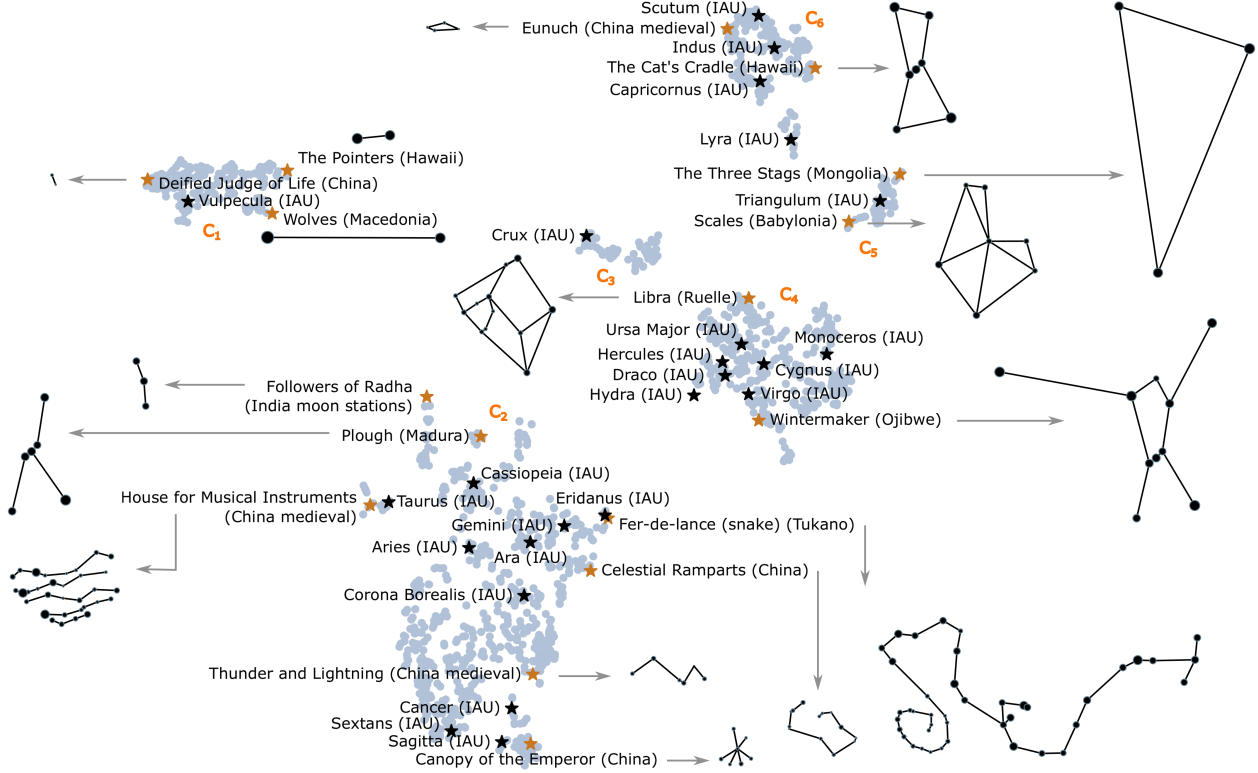 Scutum (IAU)
C6
Eunuch (China medieval)
Indus (IAU)
The Cat's Cradle (Hawaii)
Capricornus (IAU)
Lyra (IAU)
The Pointers (Hawaii)
The Three Stags (Mongolia)
Deified Judge of Life (China)
Vulpecula (IAU)
Triangulum (IAU)
Wolves (Macedonia)
Scales (Babylonia)
C1
Crux (IAU)
C5
C3
Libra (Ruelle)
C4
Ursa Major (IAU)
Monoceros (IAU)
Hercules (IAU)
Cygnus (IAU)
Draco (IAU)
Hydra (IAU)
Virgo (IAU)
Followers of Radha
(India moon stations)
C2
Wintermaker (Ojibwe)
Plough (Madura)
Cassiopeia (IAU)
House for Musical Instruments
(China medieval)
Taurus (IAU)
Eridanus (IAU)
Gemini (IAU)
Fer-de-lance (snake) (Tukano)
Aries (IAU)
Ara (IAU)
Celestial Ramparts (China)
Corona Borealis (IAU)
Thunder and Lightning (China medieval)
Cancer (IAU)
Sextans (IAU)
Sagitta (IAU)
Canopy of the Emperor (China)